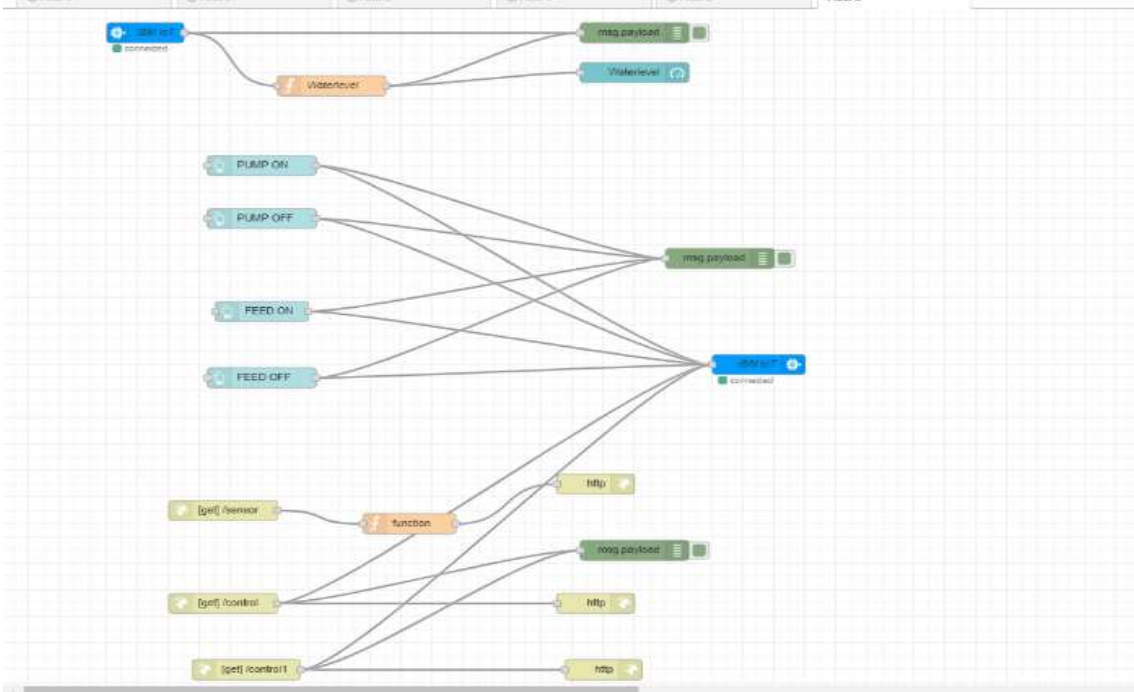 IBM IoT
msg.payload
connected
Waterlevel
Waterlevel
PUMP ON
PUMP OFF
msg.payload
FEED ON
IBM IoT
FEED OFF
connected
http
[get] /sensor
function
msg.payload
[get] /control
http
[get] /control1
http